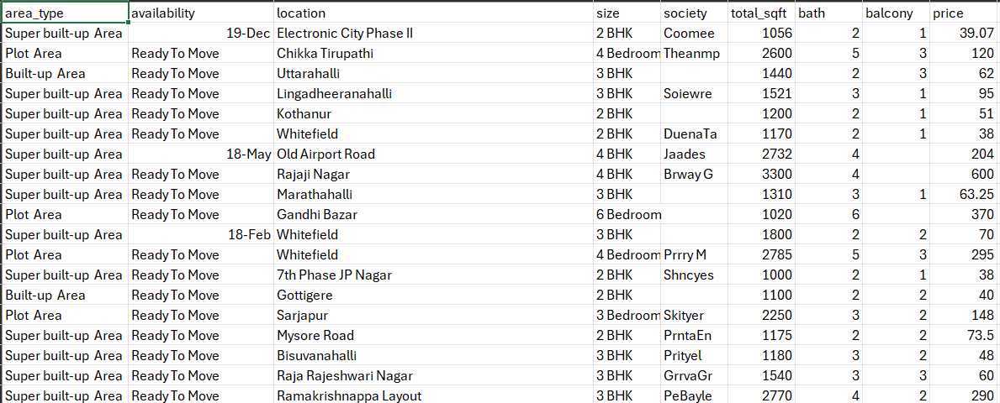 area_type availability location size society total_sqft bath balcony price
Super built-up Area 19-Dec Electronic City Phase II 2 BHK Coomee 1056 2 1 39.07
Plot Area Ready To Move Chikka Tirupathi 4 Bedroom Theanmp 2600 5 3 120
Built-up Area Ready To Move Uttarahalli 3 BHK 1440 2 3 62
Super built-up Area Ready To Move Lingadheeranahalli 3 BHK Soiewre 1521 3 1 95
Super built-up Area Ready To Move Kothanur 2 BHK 1200 2 1 51
Super built-up Area Ready To Move Whitefield 2 BHK DuenaTa 1170 2 1 38
Super built-up Area 18-May Old Airport Road 4 BHK Jaades 2732 4 204
Super built-up Area Ready To Move Rajaji Nagar 4 BHK Brway G 3300 4 600
Super built-up Area Ready To Move Marathahalli 3 BHK 1310 3 1 63.25
Plot Area Ready To Move Gandhi Bazar 6 Bedroom 1020 6 370
Super built-up Area 18-Feb Whitefield 3 BHK 1800 2 2 70
Plot Area Ready To Move Whitefield 4 Bedroom Prrry M 2785 5 3 295
Super built-up Area Ready To Move 7th Phase JP Nagar 2 BHK Shncyes 1000 2 1 38
Built-up Area Ready To Move Gottigere 2 BHK 1100 2 2 40
Plot Area Ready To Move Sarjapur 3 Bedroom Skityer 2250 3 2 148
Super built-up Area Ready To Move Mysore Road 2 BHK PrntaEn 1175 2 2 73.5
Super built-up Area Ready To Move Bisuvanahalli 3 BHK Prityel 1180 3 2 48
Super built-up Area Ready To Move Raja Rajeshwari Nagar 3 BHK GrrvaGr 1540 3 3 60
Super built-up Area Ready To Move Ramakrishnappa Layout 3 BHK PeBayle 2770 4 2 290